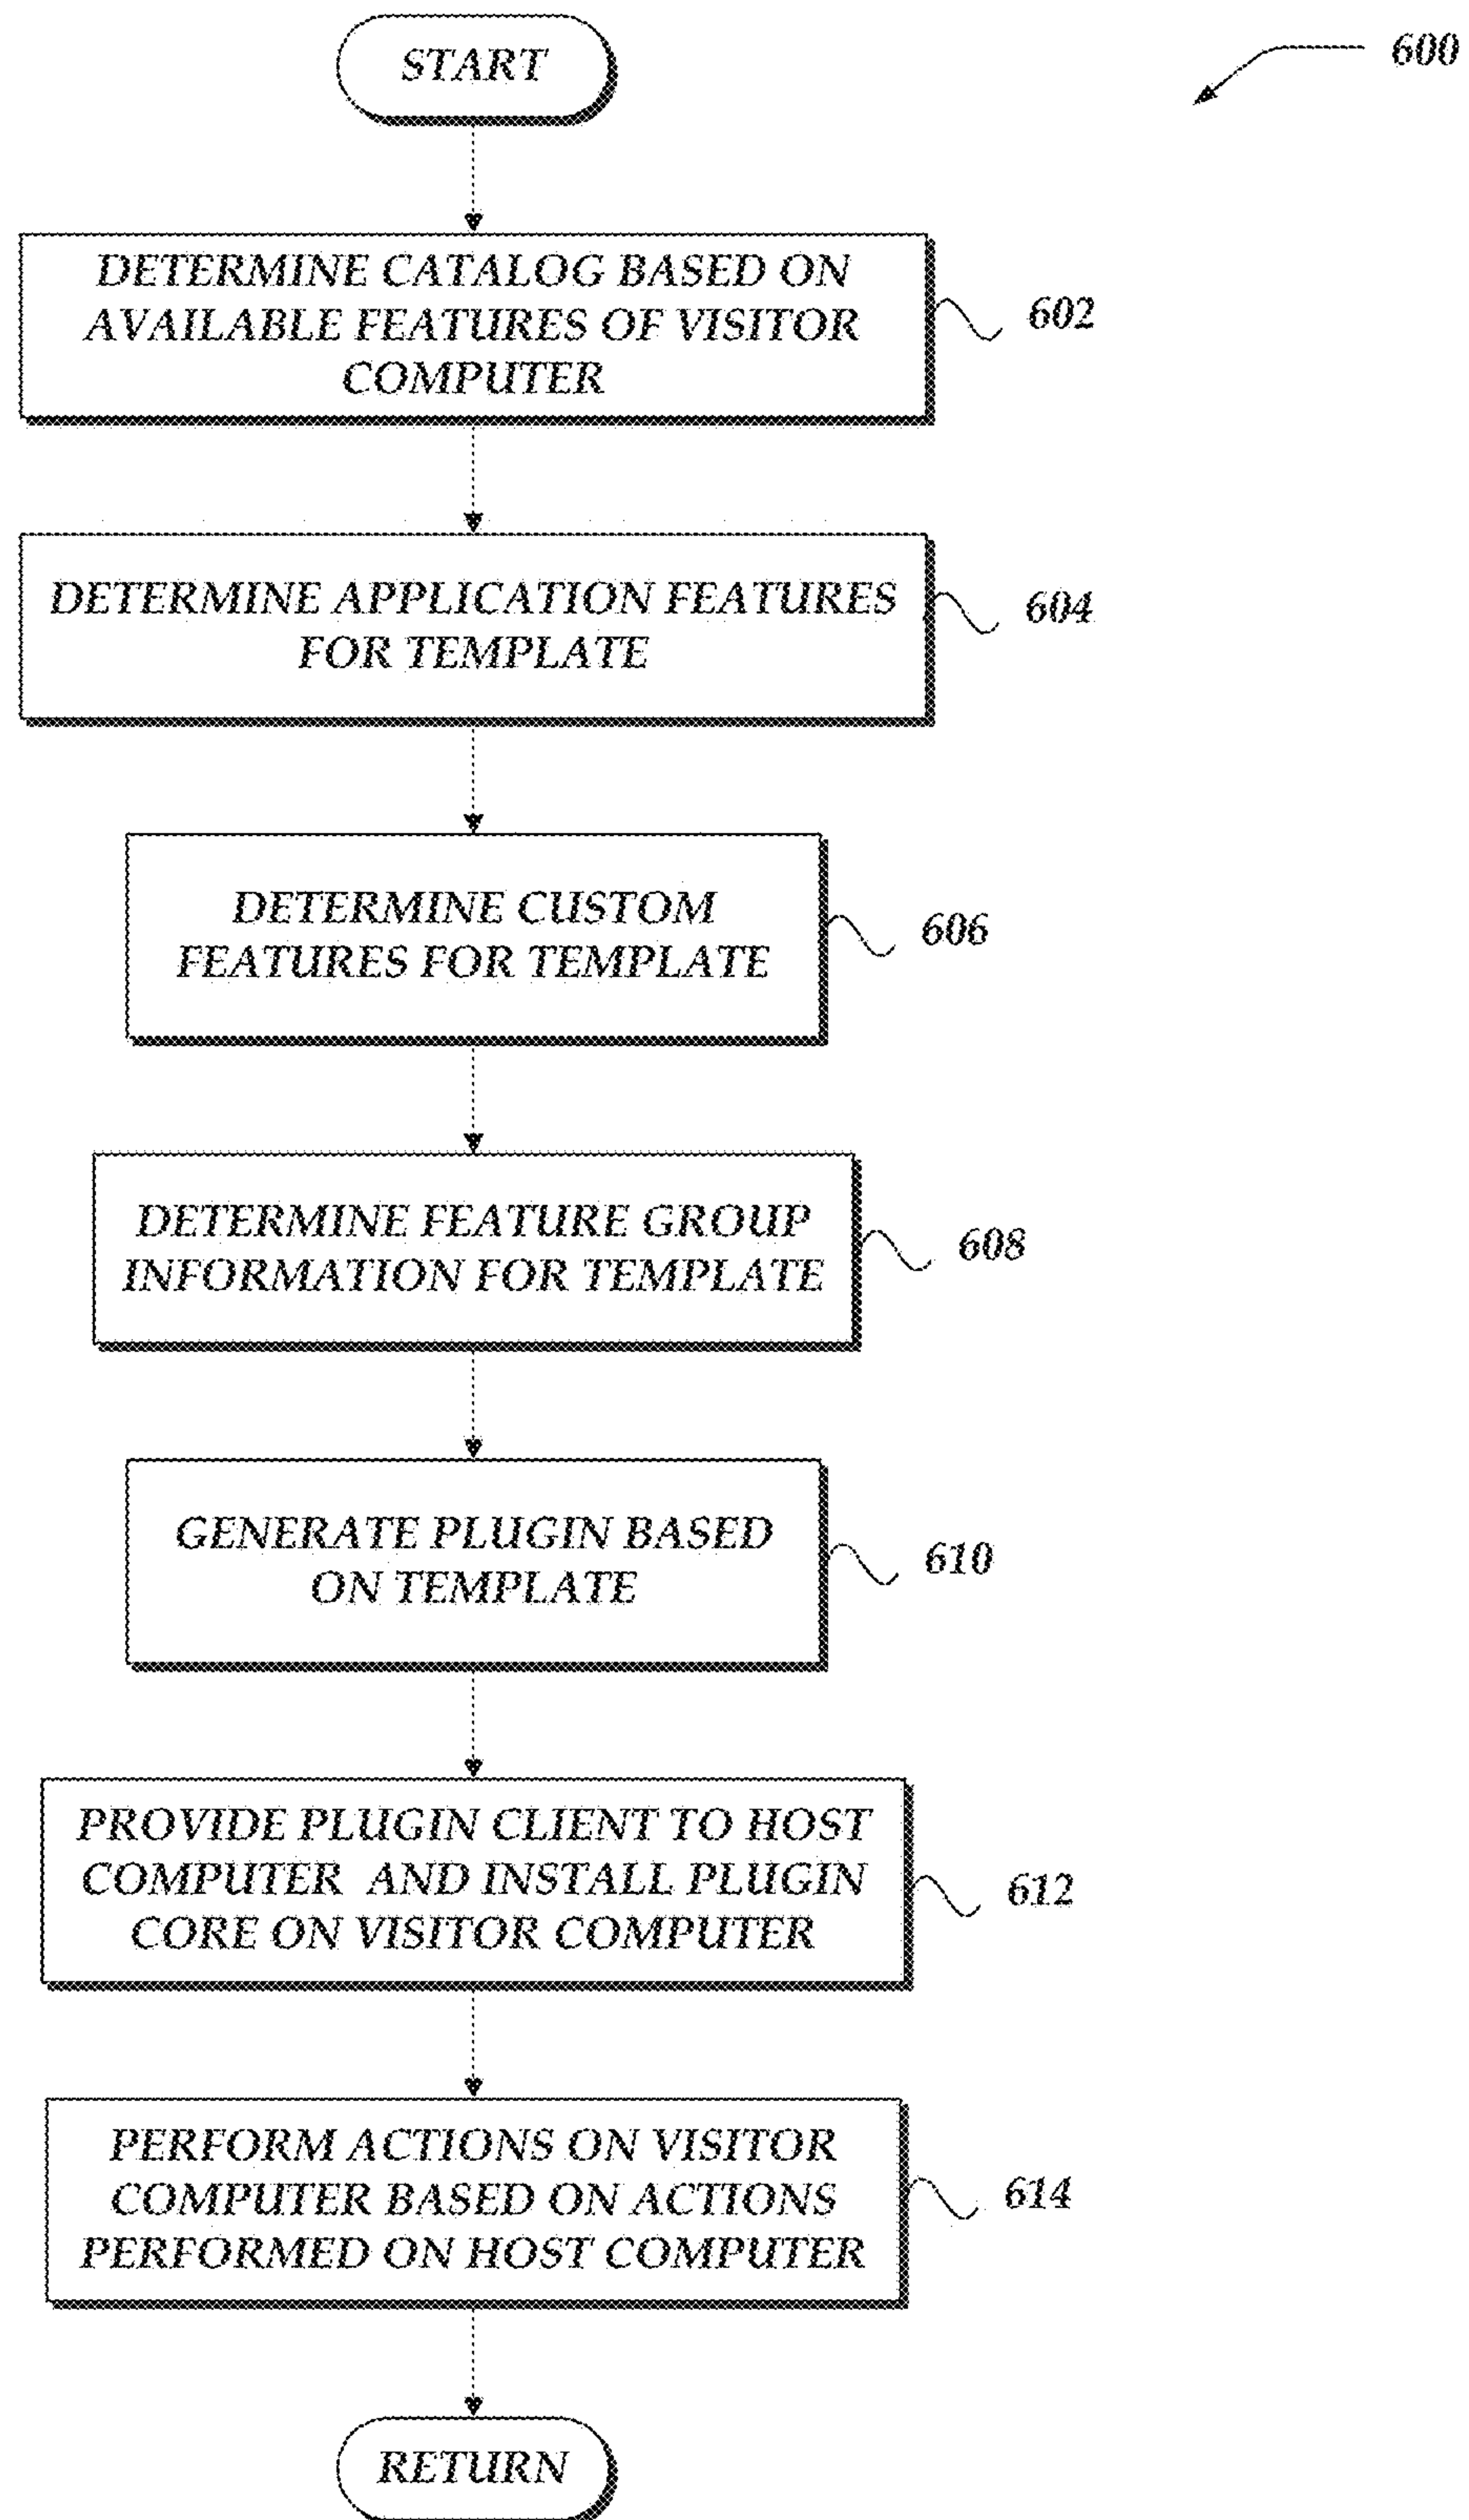 START
600
DETERMINE CATALOG BASED ON
AVAILABLE FEATURES OF VISITOR
COMPUTER
602
DETERMINE APPLICATION FEATURES
FOR TEMPLATE
604
DETERMINE CUSTOM
FEATURES FOR TEMPLATE
606
DETERMINE FEATURE GROUP
INFORMATION FOR TEMPLATE
608
GENERATE PLUGIN BASED
ON TEMPLATE
610
PROVIDE PLUGIN CLIENT TO HOST
COMPUTER AND INSTALL PLUGIN
CORE ON VISITOR COMPUTER
612
PERFORM ACTIONS ON VISITOR
COMPUTER BASED ON ACTIONS
PERFORMED ON HOST COMPUTER
614
RETURN